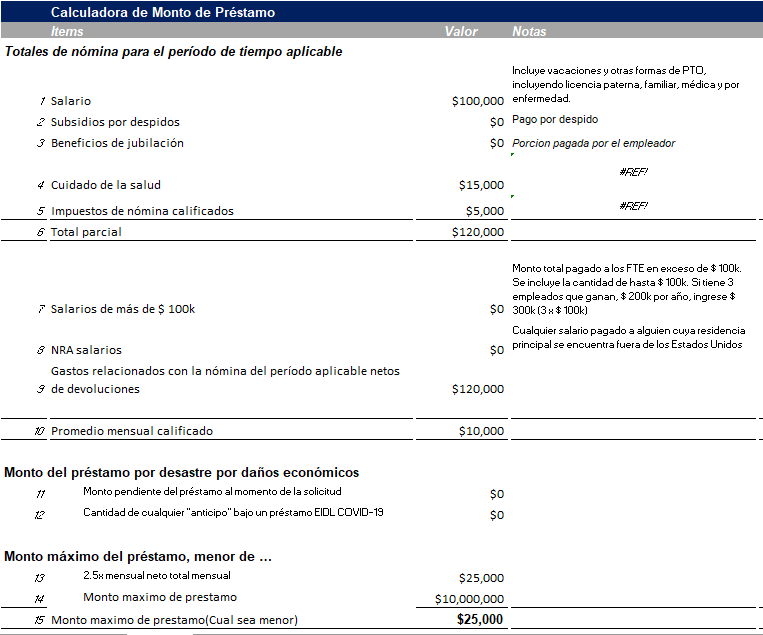 Calculadora de Monto de Préstamo
Items Valor Notas
Totales de nómina para el período de tiempo aplicable
Incluye vacaciones y otras formas de PTO,
incluyendo licencia paterna, familiar, médica y por
1 Salario $100,000 enfermedad.
2 Subsidios por despidos $0 Pago por despido
3 Beneficios de jubilación $0 Porcion pagada por el empleador
#REF!
4 Cuidado de la salud $15,000
#REF!
5 Impuestos de nómina calificados $5,000
6 Total parcial $120,000
Monto total pagado a los FTE en exceso de $ 100k.
Se incluye la cantidad de hasta $ 100k. Si tiene 3
empleados que ganan, $ 200k por año, ingrese $
7 Salarios de más de $ 100k $0 300k (3 x $ 100k)
Cualquier salario pagado a alguien cuya residencia
principal se encuentra fuera de los Estados Unidos
8 NRA salarios $0
Gastos relacionados con la nómina del período aplicable netos
9 de devoluciones $120,000
10 Promedio mensual calificado $10,000
Monto del préstamo por desastre por daños económicos
11 Monto pendiente del préstamo al momento de la solicitud $0
12 Cantidad de cualquier "anticipo" bajo un préstamo EIDL COVID-19 $0
Monto máximo del préstamo, menor de ...
13 2.5x mensual neto total mensual $25,000
14 Monto maximo de prestamo $10,000,000
15 Monto maximo de prestamo(Cual sea menor) $25,000